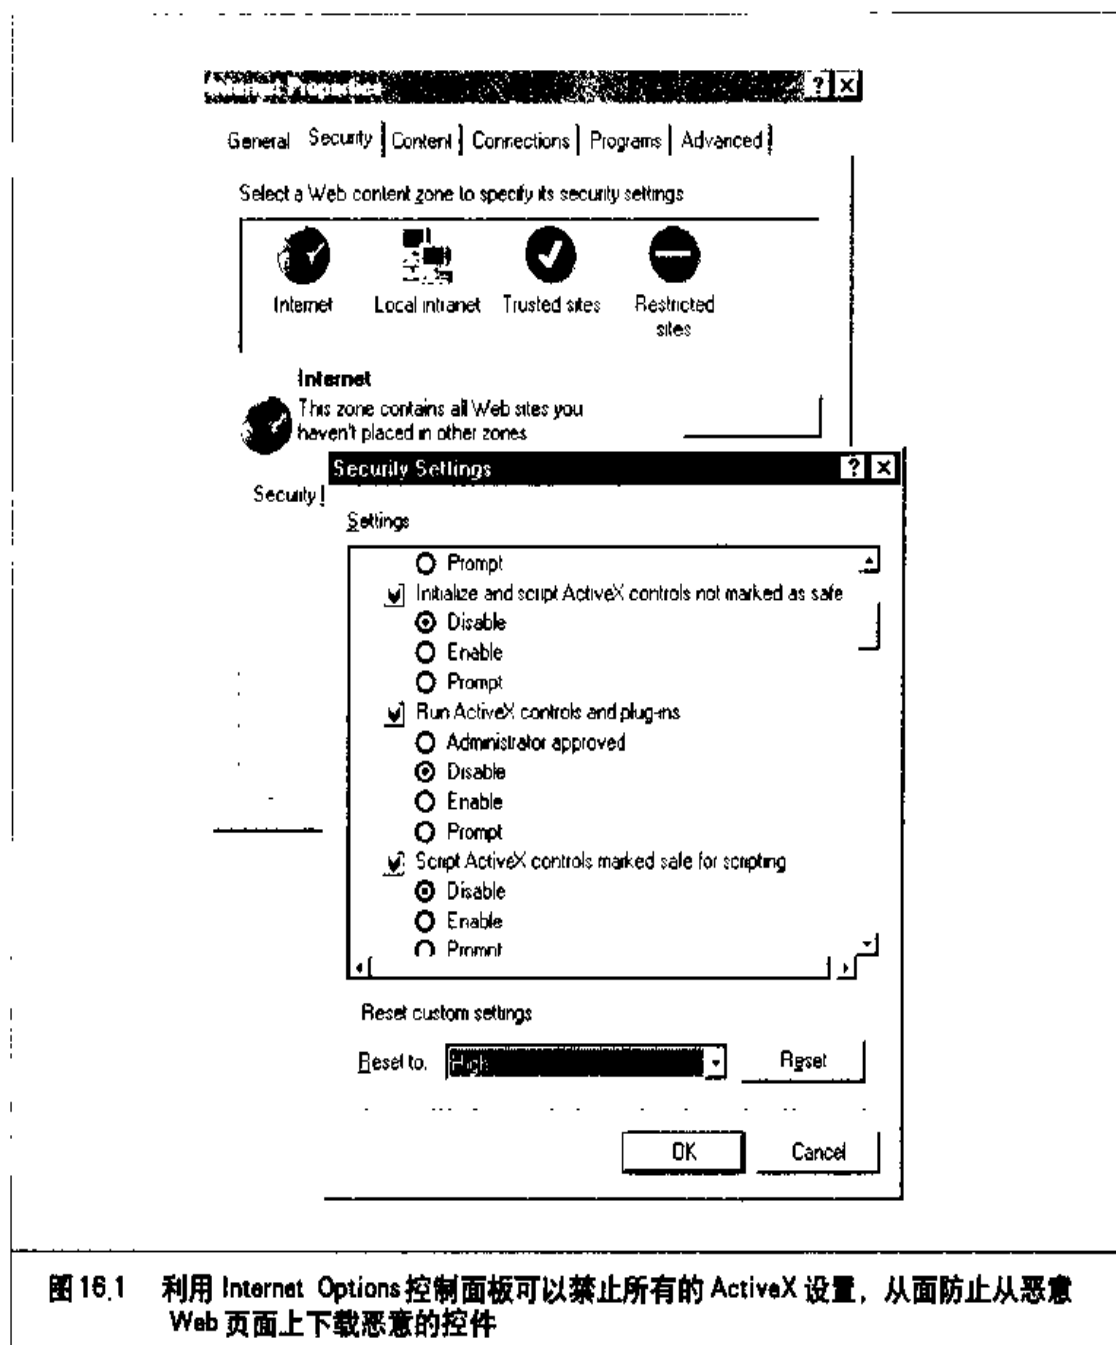 Internet Properties
General Security Content Connections Programs Advanced
Select a Web content zone to specify its security settings
Internet Local intranet Trusted sites Restricted
sites
Internet
This zone contains all Web sites you
haven't placed in other zones
Security
Security Settings
Settings
Prompt
Initialize and script ActiveX controls not marked as safe
Disable
Enable
Prompt
Run ActiveX controls and plug-ins
Administrator approved
Disable
Enable
Prompt
Script ActiveX controls marked safe for scripting
Disable
Enable
Prompt
Reset custom settings
Reset to: High Reset
OK Cancel
图 16.1 利用 Internet Options 控制面板可以禁止所有的 ActiveX 设置，从面防止从恶意
Web 页面上下载恶意的控件